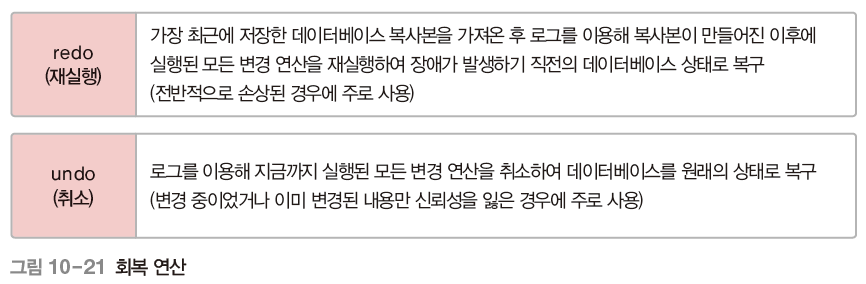 redo
(재실행)
가장 최근에 저장한 데이터베이스 복사본을 가져온 후 로그를 이용해 복사본이 만들어진 이후에
실행된 모든 변경 연산을 재실행하여 장애가 발생하기 직전의 데이터베이스 상태로 복구
(전반적으로 손상된 경우에 주로 사용)
undo
(취소)
로그를 이용해 지금까지 실행된 모든 변경 연산을 취소하여 데이터베이스를 원래의 상태로 복구
(변경 중이었거나 이미 변경된 내용만 신뢰성을 잃은 경우에 주로 사용)
그림 10-21 회복 연산